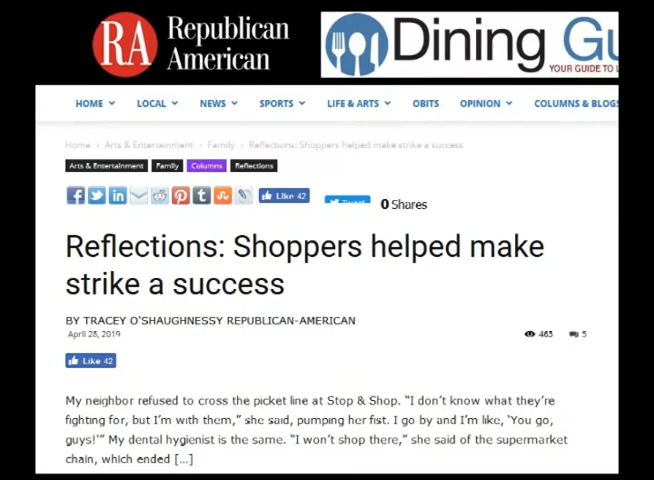 RA Republican
American
Dining Gu
YOUR GUIDE TO L
HOME LOCAL NEWS SPORTS LIFE & ARTS OBITS OPINION COLUMNS & BLOGS
Home › Arts & Entertainment › Family › Reflections: Shoppers helped make strike a success
Arts & Entertainment Family Columns Reflections
Like 42 Tweet 0 Shares
Reflections: Shoppers helped make
strike a success
BY TRACEY O'SHAUGHNESSY REPUBLICAN-AMERICAN
April 28, 2019 463 5
Like 42
My neighbor refused to cross the picket line at Stop & Shop. "I don't know what they're
fighting for, but I'm with them," she said, pumping her fist. I go by and I'm like, 'You go,
guys!'" My dental hygienist is the same. "I won't shop there," she said of the supermarket
chain, which ended [...]